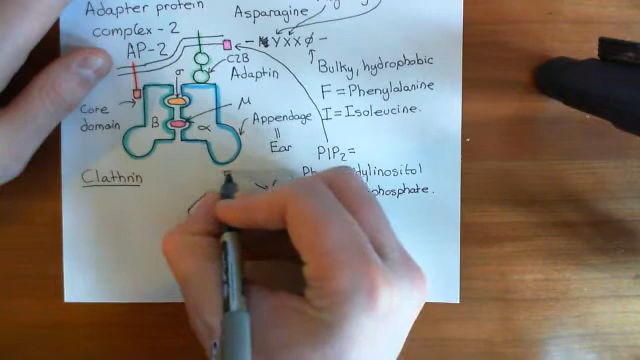 Adapter protein
complex-2
AP-2
Asparagine
- N Y X X Ø -
C2B
Adaptin
Bulky, hydrophobic
F = Phenylalanine
I = Isoleucine.
σ
μ
Core
domain
β
α
Appendage
=
Ear
PIP2 =
Clathrin